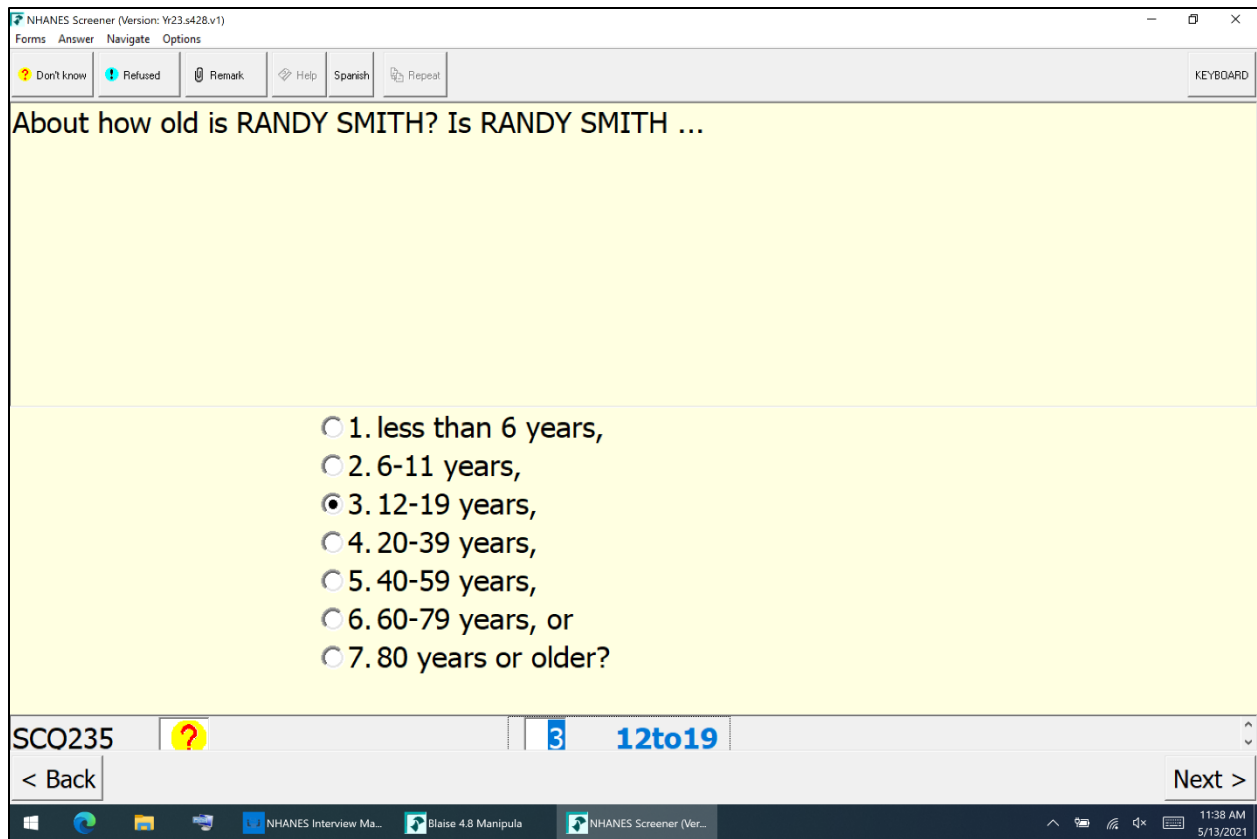 NHANES Screener (Version: Yr23.s428.v1)
Forms Answer Navigate Options
? Don't know ! Refused Remark Help Spanish Repeat KEYBOARD
About how old is RANDY SMITH? Is RANDY SMITH ...
1. less than 6 years,
2. 6-11 years,
3. 12-19 years,
4. 20-39 years,
5. 40-59 years,
6. 60-79 years, or
7. 80 years or older?
SCQ235 ? 3 12to19
< Back Next >
NHANES Interview Ma... Blaise 4.8 Manipula NHANES Screener (Ver... 11:38 AM
5/13/2021